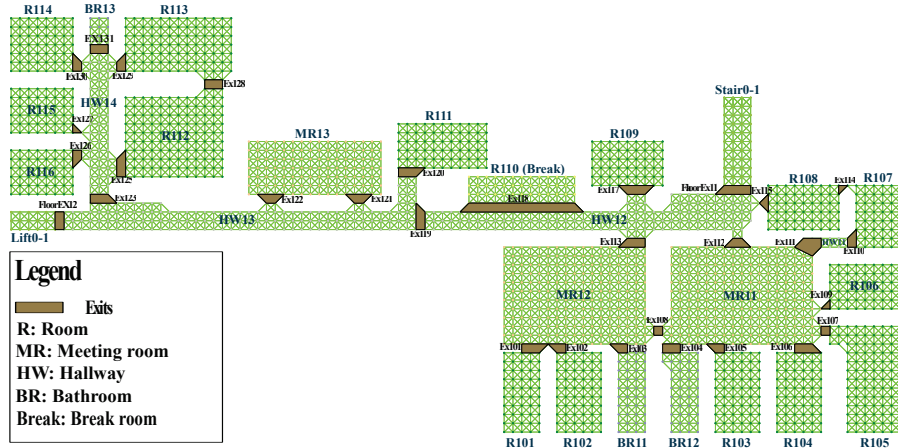 R114 BR13 R113
EX131
Ex130 Ex129
Ex128
HW14
R115
Ex127
R112
Ex126
R116
Ex125
Ex123
FloorEX12
Lift0-1
HW13
MR13
Ex122 Ex121
R111
Ex120
Ex119
R110 (Break)
Ex118
HW12
R109
Ex117
Stair0-1
FloorEx11
Ex115
R108
Ex114
R107
Ex113 Ex112 Ex111 HW11 Ex110
MR12 MR11
R106
Ex109
Ex108 Ex107
Ex101 Ex102 Ex103 Ex104 Ex105 Ex106
R101 R102 BR11 BR12 R103 R104 R105
Legend
Exits
R: Room
MR: Meeting room
HW: Hallway
BR: Bathroom
Break: Break room